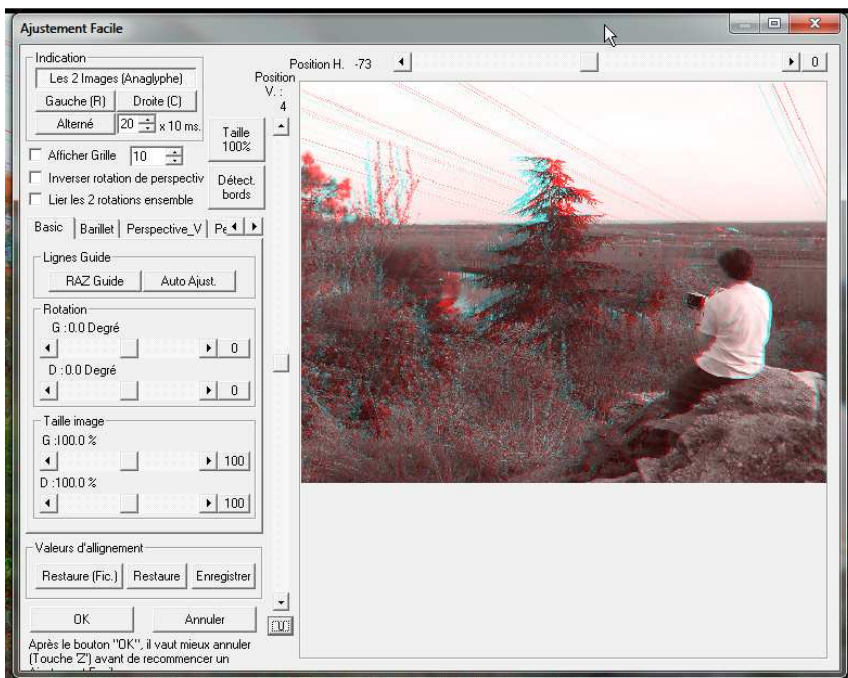 Ajustement Facile
Indication
Les 2 Images (Anaglyphe)
Gauche (R) Droite (C)
Alterné 20 x 10 ms.
Position H. -73 0
Position
V. :
4
Taille
100%
Afficher Grille 10
Inverser rotation de perspectiv
Lier les 2 rotations ensemble
Détect.
bords
Basic Barillet Perspective_V Pe
Lignes Guide
RAZ Guide Auto Ajust.
Rotation
G :0.0 Degré
0
D :0.0 Degré
0
Taille image
G :100.0 %
100
D :100.0 %
100
Valeurs d'allignement
Restaure (Fic.) Restaure Enregistrer
OK Annuler
Après le bouton "OK", il vaut mieux annuler
(Touche 'Z') avant de recommencer un